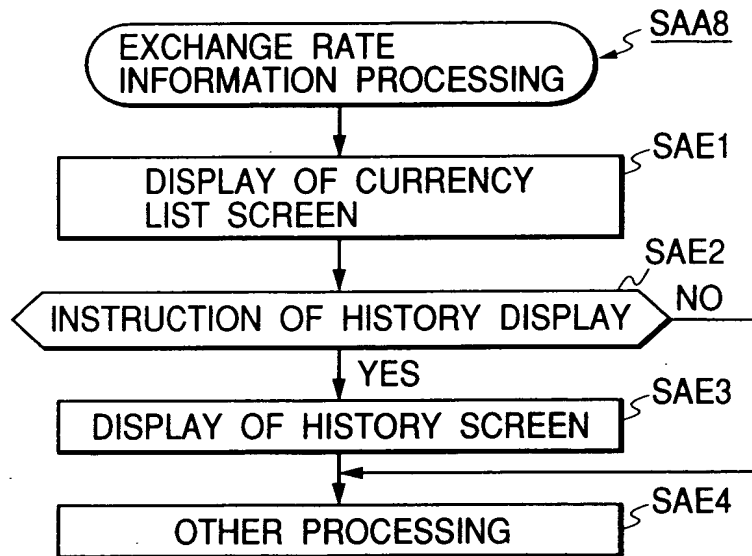 EXCHANGE RATE
INFORMATION PROCESSING
SAA8
SAE1
DISPLAY OF CURRENCY
LIST SCREEN
SAE2
INSTRUCTION OF HISTORY DISPLAY
NO
YES
SAE3
DISPLAY OF HISTORY SCREEN
SAE4
OTHER PROCESSING